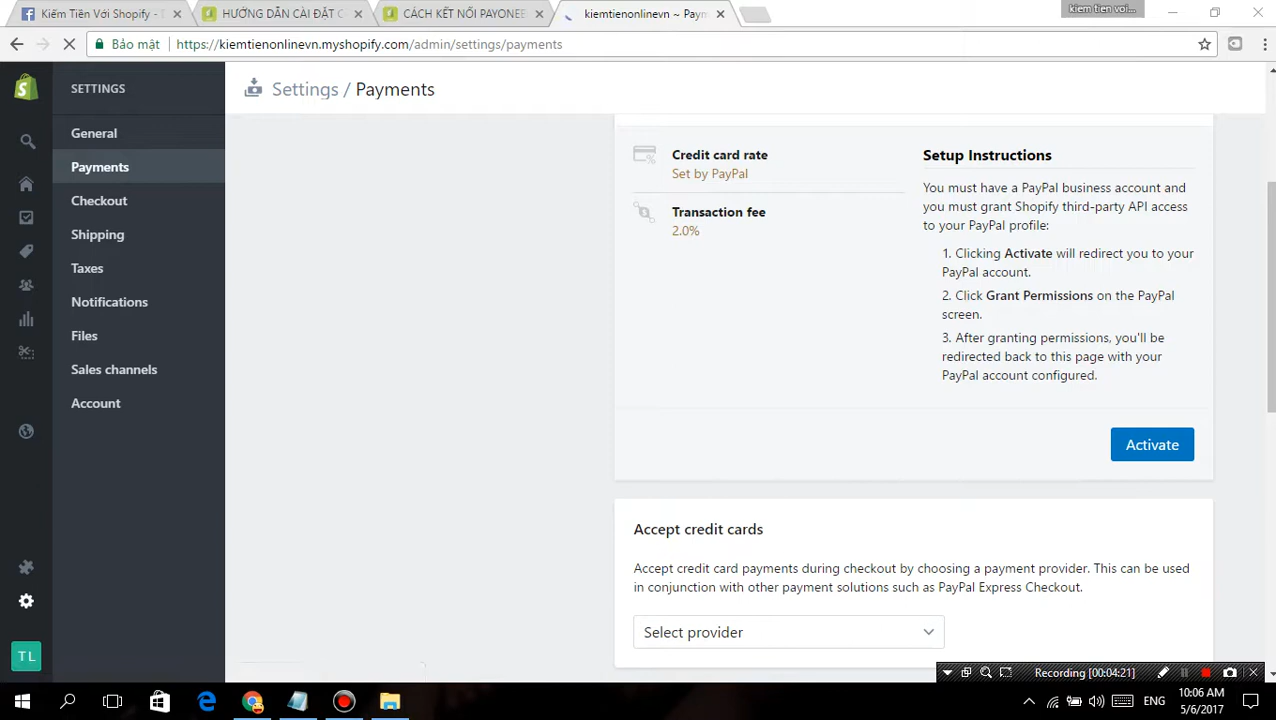 Kiếm Tiền Với Shopify - T
HƯỚNG DẪN CÀI ĐẶT C
CÁCH KẾT NỐI PAYONEE
kiemtienonlinevn ~ Paym
kiem tien voi...
Bảo mật
https://kiemtienonlinevn.myshopify.com/admin/settings/payments
SETTINGS
Settings / Payments
General
Payments
Checkout
Shipping
Taxes
Notifications
Files
Sales channels
Account
TL
Credit card rate
Set by PayPal
Transaction fee
2.0%
Setup Instructions
You must have a PayPal business account and
you must grant Shopify third-party API access
to your PayPal profile:
1. Clicking Activate will redirect you to your
PayPal account.
2. Click Grant Permissions on the PayPal
screen.
3. After granting permissions, you'll be
redirected back to this page with your
PayPal account configured.
Activate
Accept credit cards
Accept credit card payments during checkout by choosing a payment provider. This can be used
in conjunction with other payment solutions such as PayPal Express Checkout.
Select provider
Recording [00:04:21]
ENG
10:06 AM
5/6/2017